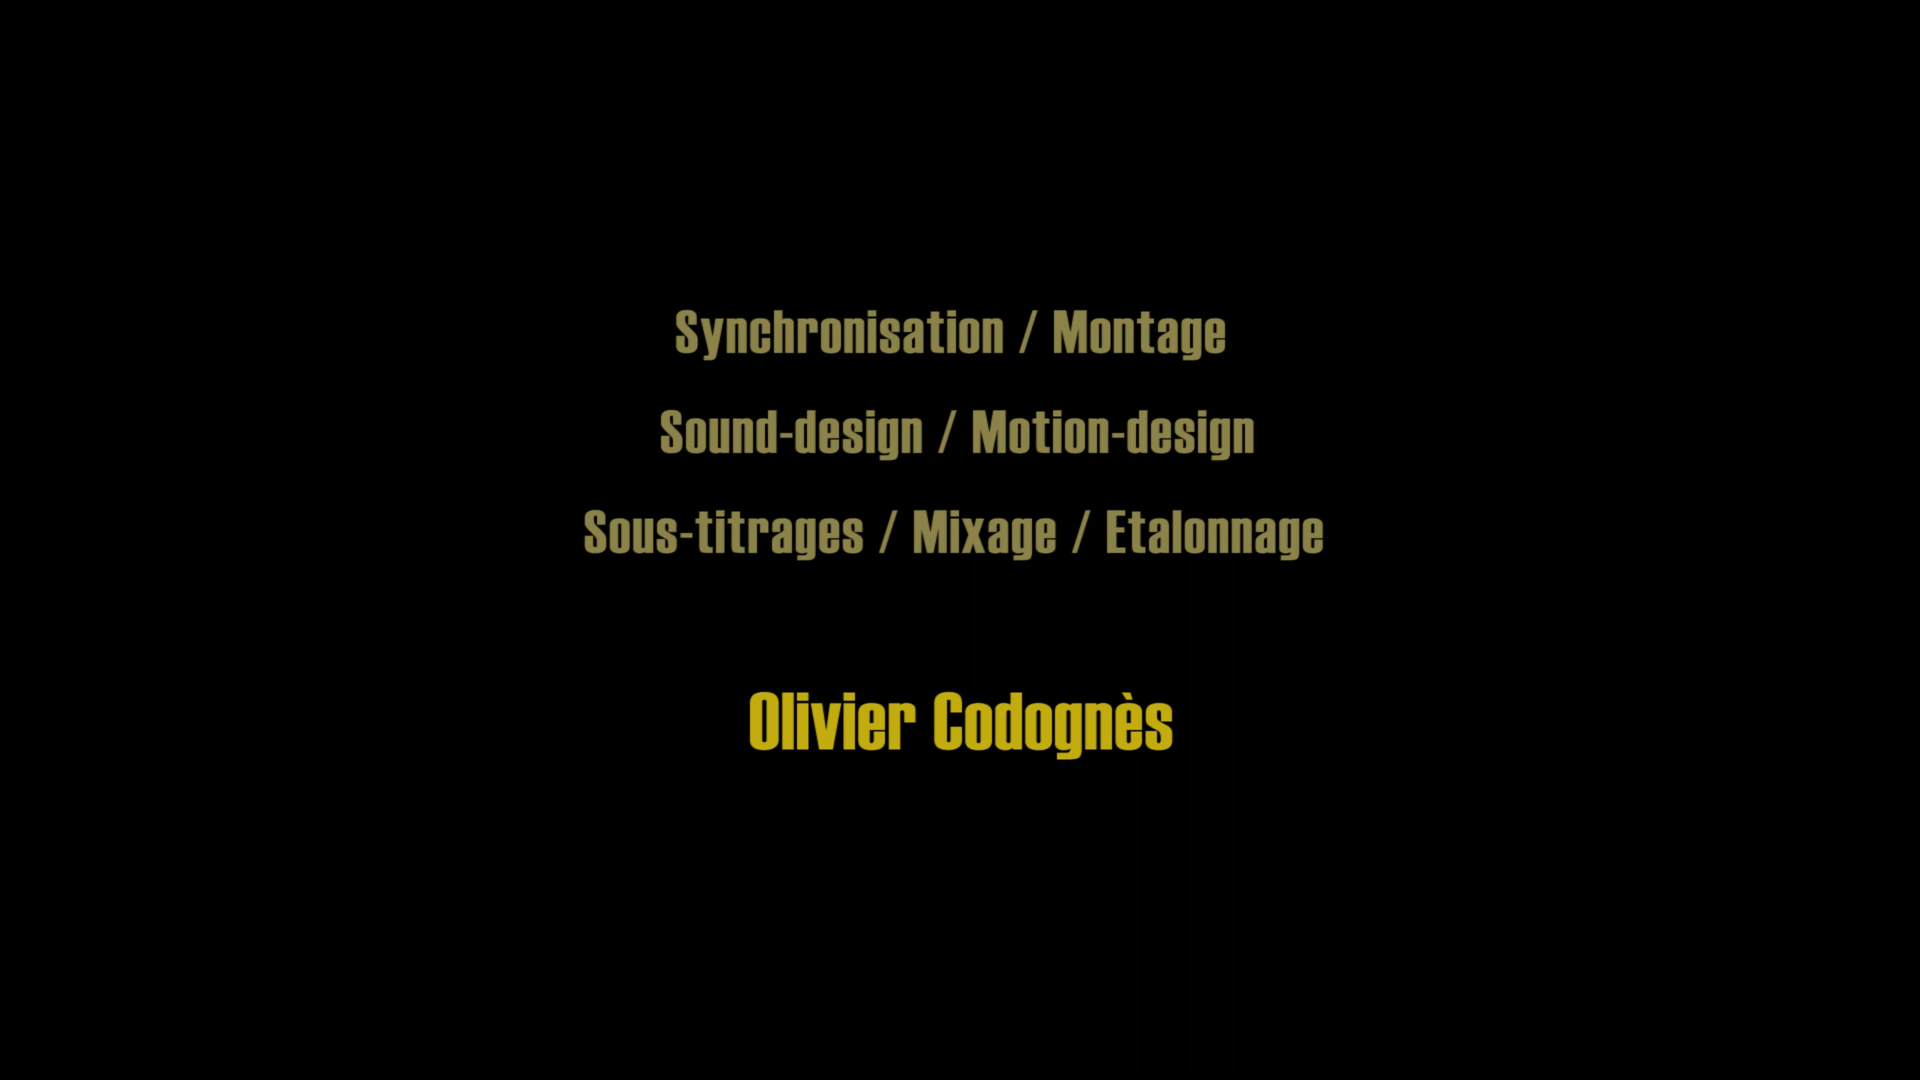 Synchronisation / Montage
Sound-design / Motion-design
Sous-titrages / Mixage / Etalonnage
Olivier Codognès